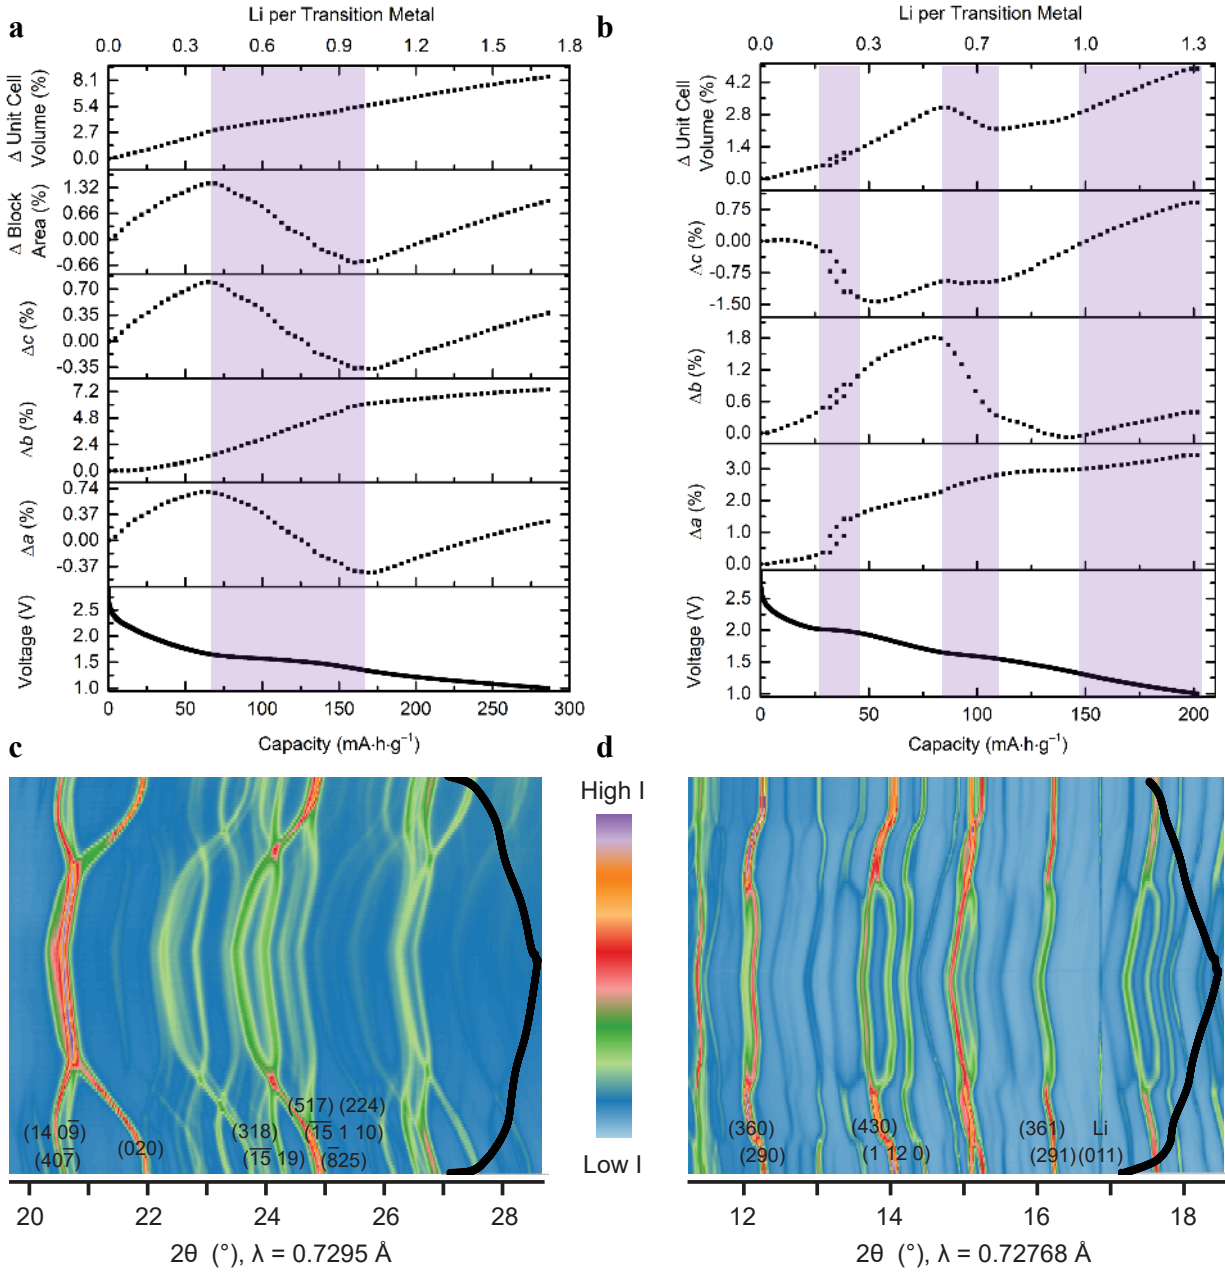 a
Li per Transition Metal
0.0 0.3 0.6 0.9 1.2 1.5 1.8
Δ Unit Cell
Volume (%)
8.1
5.4
2.7
0.0
Δ Block
Area (%)
1.32
0.66
0.00
-0.66
Δc (%)
0.70
0.35
0.00
-0.35
Δb (%)
7.2
4.8
2.4
0.0
Δa (%)
0.74
0.37
0.00
-0.37
Voltage (V)
2.5
2.0
1.5
1.0
0 50 100 150 200 250 300
Capacity (mA·h·g⁻¹)
b
Li per Transition Metal
0.0 0.3 0.7 1.0 1.3
Δ Unit Cell
Volume (%)
4.2
2.8
1.4
0.0
Δc (%)
0.75
0.00
-0.75
-1.50
Δb (%)
1.8
1.2
0.6
0.0
Δa (%)
3.0
2.0
1.0
0.0
Voltage (V)
2.5
2.0
1.5
1.0
0 50 100 150 200
Capacity (mA·h·g⁻¹)
c
(14 0 9̅)
(40 7̅)
(020)
(318)
(1̅5̅ 19)
(517) (224)
(1̅5̅ 1 10)
(825)
20 22 24 26 28
2θ (°), λ = 0.7295 Å
High I
Low I
d
(360)
(290)
(430)
(1 12 0)
(361)
(291)
Li
(011)
12 14 16 18
2θ (°), λ = 0.72768 Å